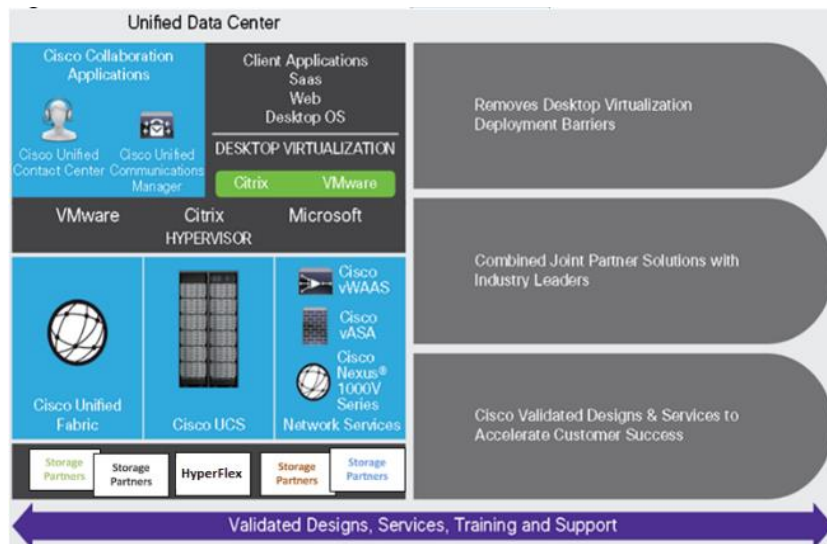 Unified Data Center
Cisco Collaboration
Applications
Cisco Unified
Contact Center
Cisco Unified
Communications
Manager
Client Applications
Saas
Web
Desktop OS
DESKTOP VIRTUALIZATION
Citrix
VMware
VMware
Citrix
Microsoft
HYPERVISOR
Cisco Unified
Fabric
Cisco UCS
Cisco
vWAAS
Cisco
vASA
Cisco
Nexus®
1000V
Series
Network Services
Storage
Partners
Storage
Partners
HyperFlex
Storage
Partners
Storage
Partners
Removes Desktop Virtualization
Deployment Barriers
Combined Joint Partner Solutions with
Industry Leaders
Cisco Validated Designs & Services to
Accelerate Customer Success
Validated Designs, Services, Training and Support